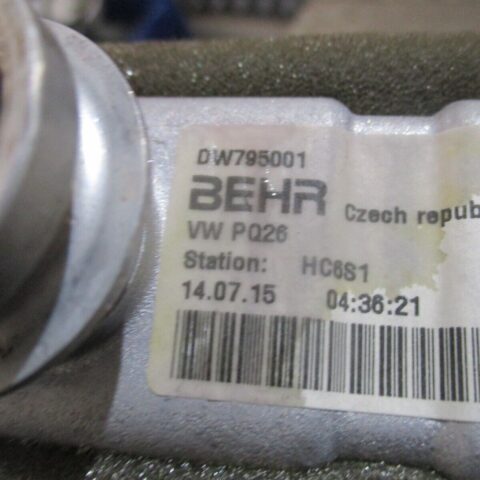 DW795001
BEHR Czech repub
VW PQ26
Station: HC6S1
14.07.15 04:36:21